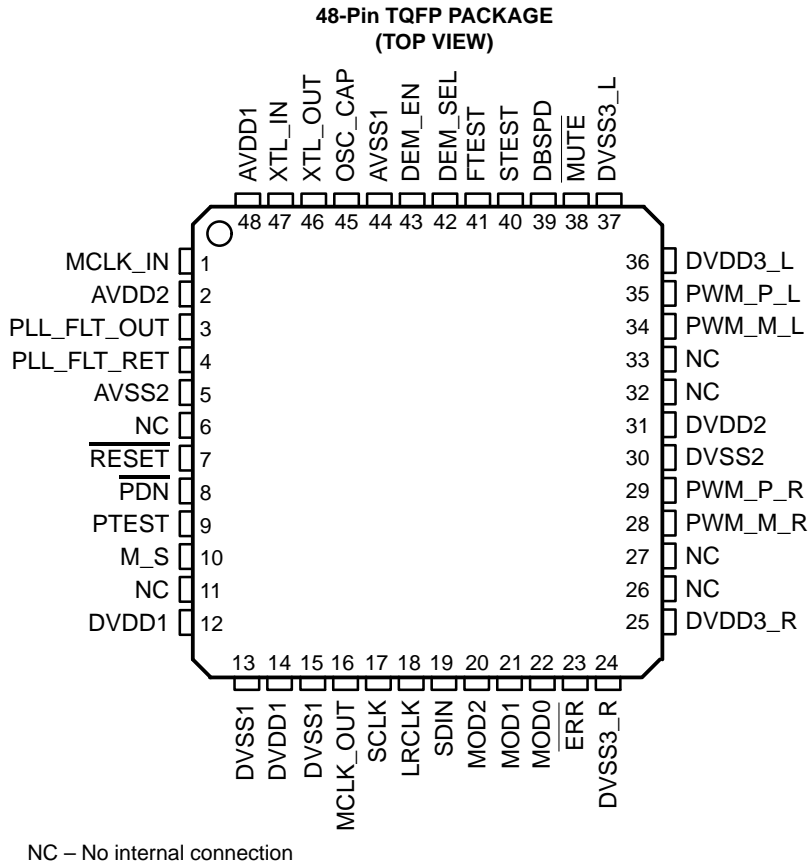 48-Pin TQFP PACKAGE
(TOP VIEW)
AVDD1
XTL_IN
XTL_OUT
OSC_CAP
AVSS1
DEM_EN
DEM_SEL
FTEST
STEST
DBSPD
MUTE
DVSS3_L
48 47 46 45 44 43 42 41 40 39 38 37
MCLK_IN 1
AVDD2 2
PLL_FLT_OUT 3
PLL_FLT_RET 4
AVSS2 5
NC 6
RESET 7
PDN 8
PTEST 9
M_S 10
NC 11
DVDD1 12
36 DVDD3_L
35 PWM_P_L
34 PWM_M_L
33 NC
32 NC
31 DVDD2
30 DVSS2
29 PWM_P_R
28 PWM_M_R
27 NC
26 NC
25 DVDD3_R
13 14 15 16 17 18 19 20 21 22 23 24
DVSS1
DVDD1
DVSS1
MCLK_OUT
SCLK
LRCLK
SDIN
MOD2
MOD1
MOD0
ERR
DVSS3_R
NC – No internal connection